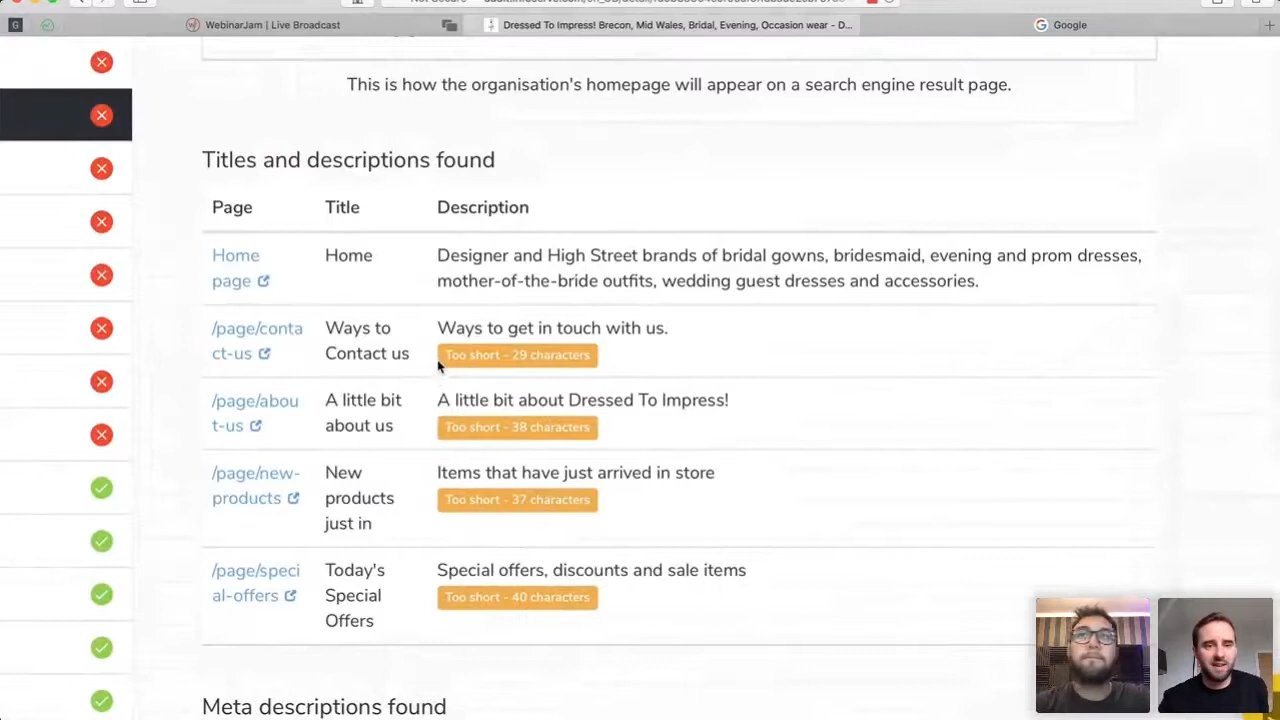 WebinarJam | Live Broadcast
Dressed To Impress! Brecon, Mid Wales, Bridal, Evening, Occasion wear - D...
Google
G
This is how the organisation's homepage will appear on a search engine result page.
Titles and descriptions found
Page Title Description
Home page
Home
Designer and High Street brands of bridal gowns, bridesmaid, evening and prom dresses,
mother-of-the-bride outfits, wedding guest dresses and accessories.
/page/conta
ct-us
Ways to
Contact us
Ways to get in touch with us.
Too short - 29 characters
/page/abou
t-us
A little bit
about us
A little bit about Dressed To Impress!
Too short - 38 characters
/page/new-
products
New
products
just in
Items that have just arrived in store
Too short - 37 characters
/page/speci
al-offers
Today's
Special
Offers
Special offers, discounts and sale items
Too short - 40 characters
Meta descriptions found